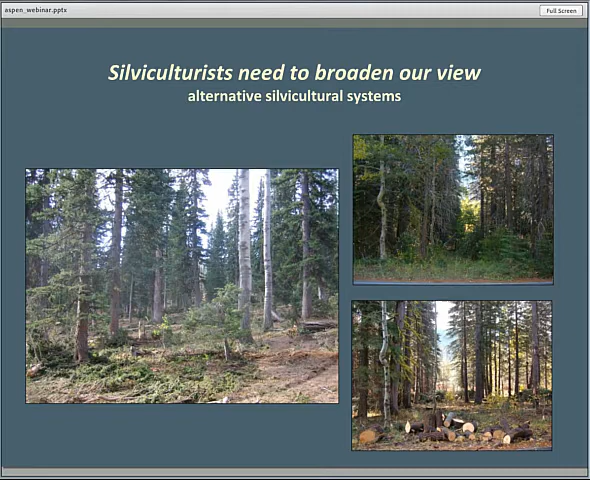 aspen_webinar.pptx
Full Screen
Silviculturists need to broaden our view
alternative silvicultural systems